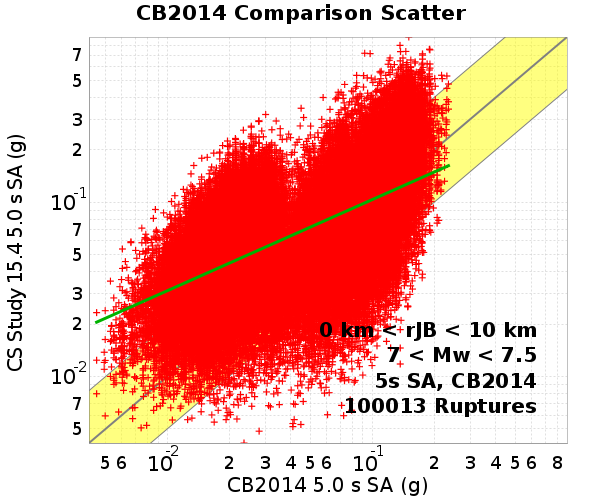 CB2014 Comparison Scatter
7
5
3
2
10-1
7
5
3
2
10-2
7
5
CS Study 15.4 5.0 s SA (g)
0 km < rJB < 10 km
7 < Mw < 7.5
5s SA, CB2014
100013 Ruptures
5 6 10-2 2 3 4 5 6 8 10-1 2 3 4 5 6 8
CB2014 5.0 s SA (g)